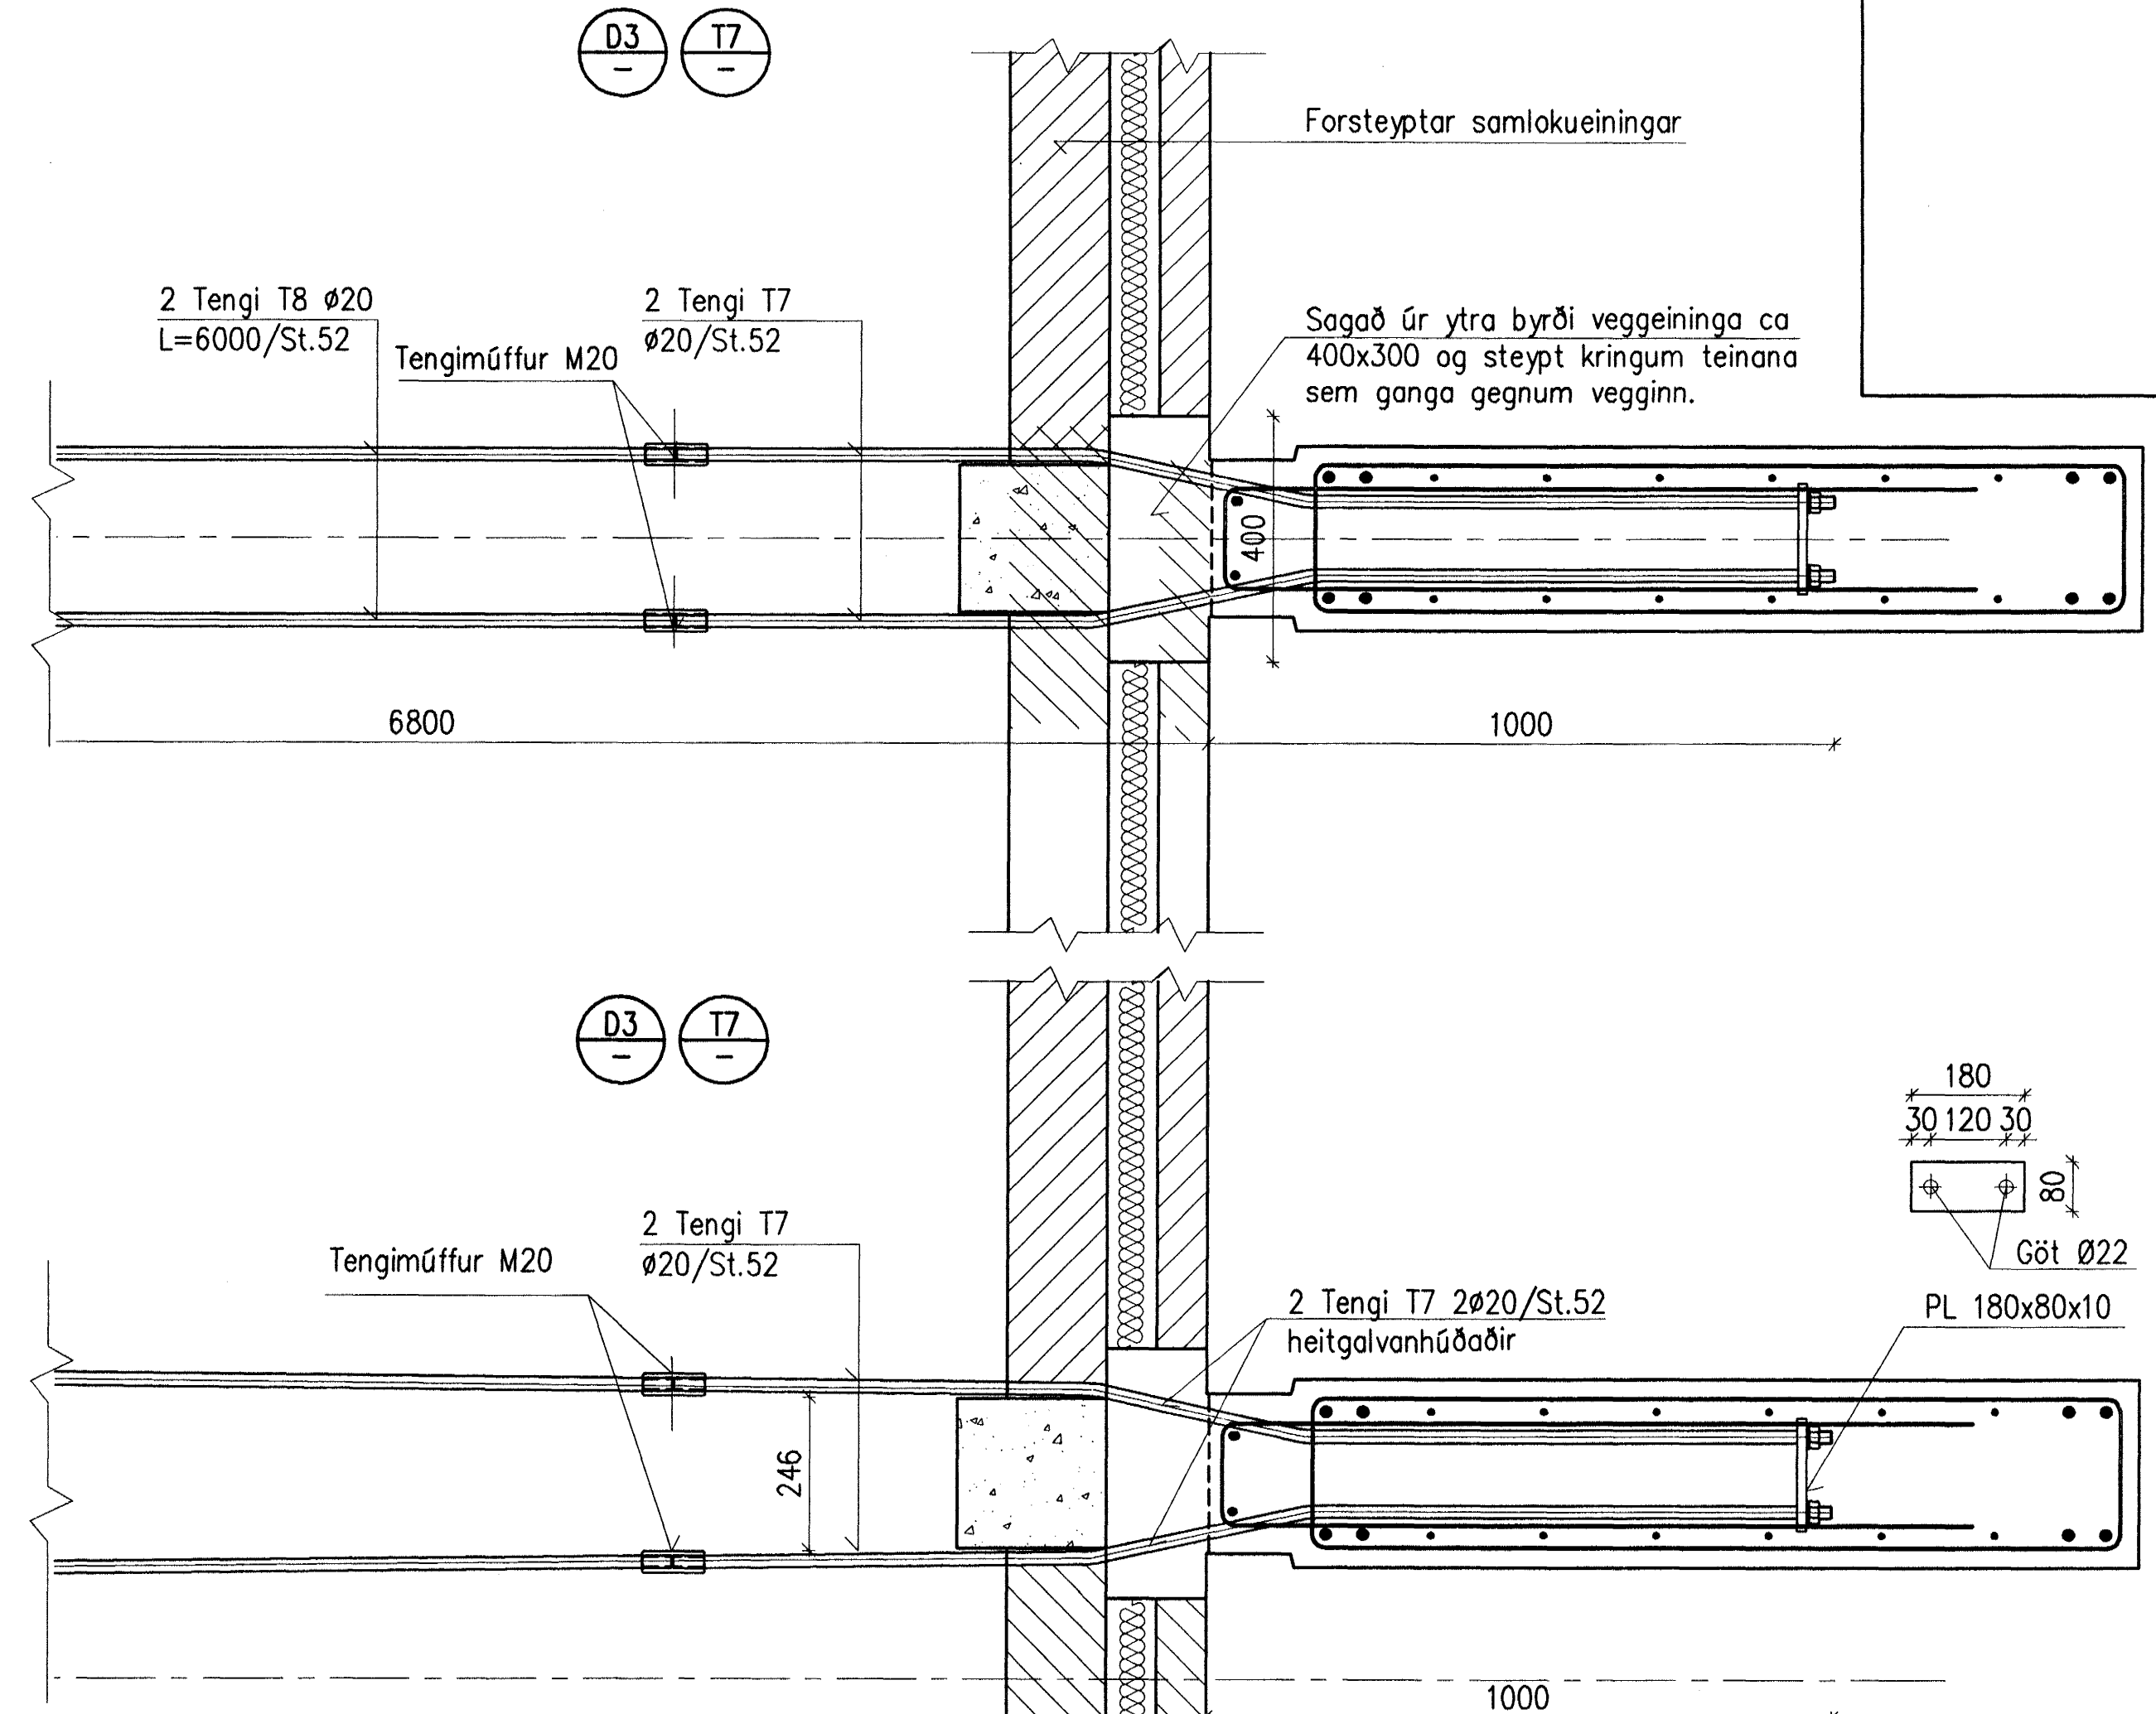 D3
-
T7
-
Forsteyptar samlokueiningar
2 Tengi T8 ø20
L=6000/St.52
Tengimúffur M20
2 Tengi T7
ø20/St.52
Sagað úr ytra byrði veggeininga ca
400x300 og steypt kringum teinana
sem ganga gegnum vegginn.
400
6800
1000
D3
-
T7
-
180
30 120 30
80
Göt Ø22
PL 180x80x10
2 Tengi T7
ø20/St.52
Tengimúffur M20
2 Tengi T7 2ø20/St.52
heitgalvanhúðaðir
246
1000